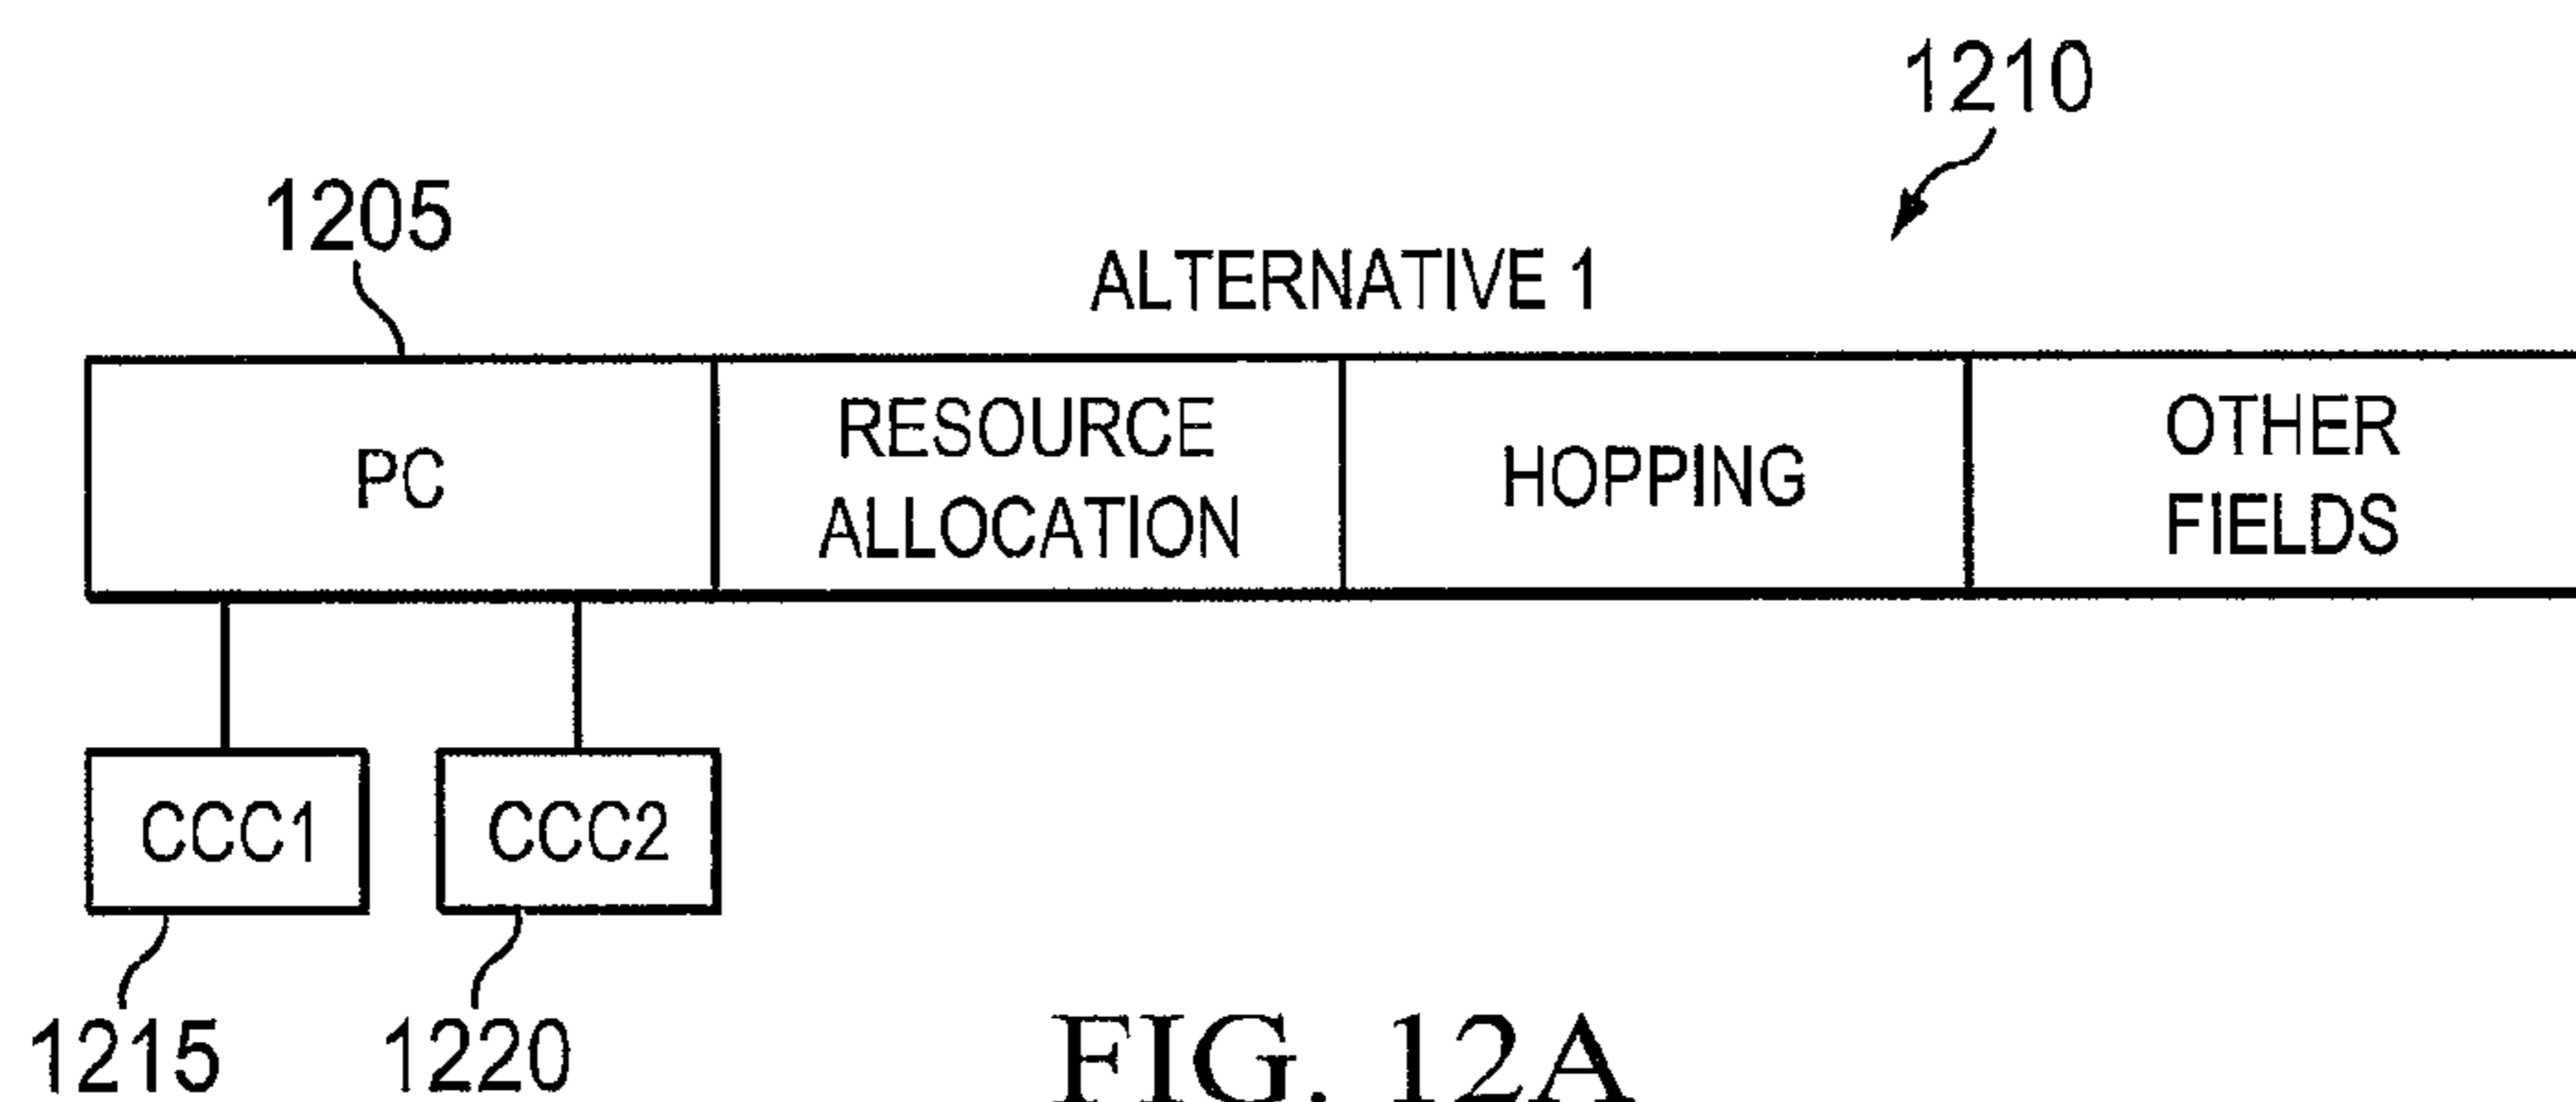 1210
1205
ALTERNATIVE 1
PC
RESOURCE
ALLOCATION
HOPPING
OTHER
FIELDS
CCC1
CCC2
1215
1220
FIG. 12A